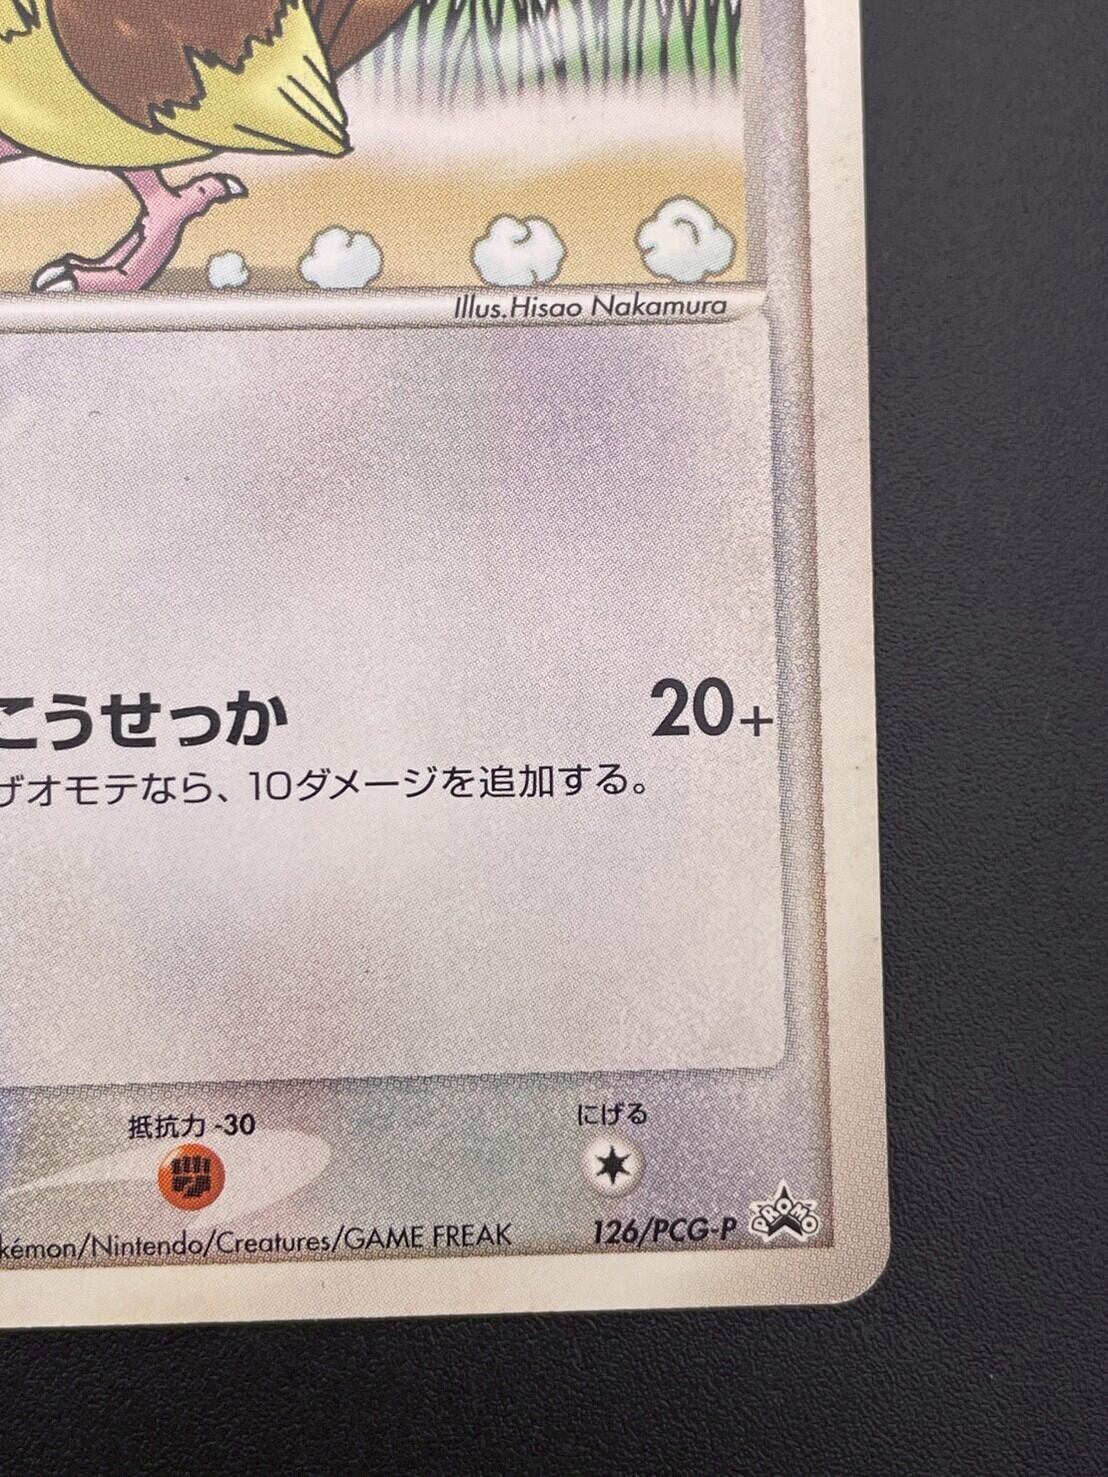 Illus.Hisao Nakamura
こうせっか 20+
ザオモテなら、10ダメージを追加する。
抵抗力 -30
にげる
kémon/Nintendo/Creatures/GAME FREAK 126/PCG-P PROMO